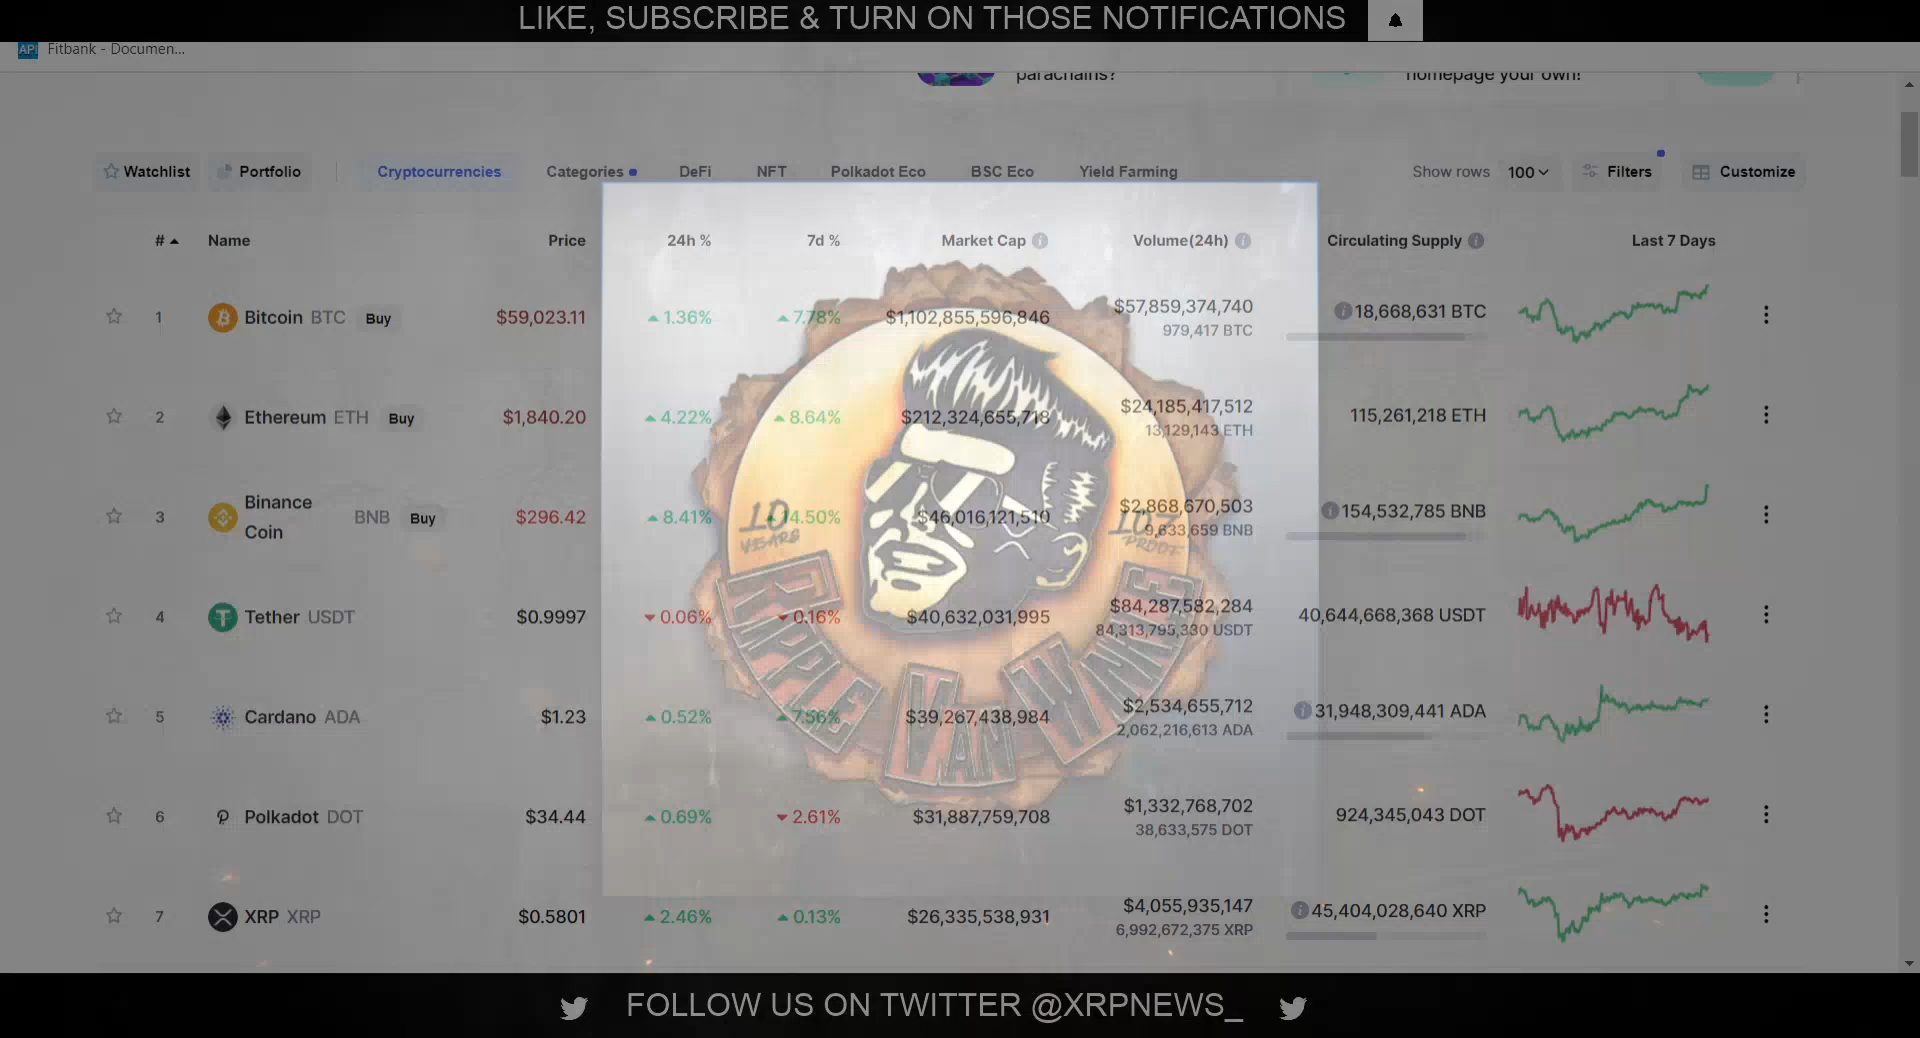 LIKE, SUBSCRIBE & TURN ON THOSE NOTIFICATIONS
API Fitbank - Documen...
parachains? homepage your own!
Watchlist Portfolio Cryptocurrencies Categories DeFi NFT Polkadot Eco BSC Eco Yield Farming Show rows 100 Filters Customize
# Name Price 24h % 7d % Market Cap Volume(24h) Circulating Supply Last 7 Days
1 Bitcoin BTC Buy $59,023.11 1.36% 7.78% $1,102,855,596,846 $57,859,374,740 18,668,631 BTC
979,417 BTC
2 Ethereum ETH Buy $1,840.20 4.22% 8.64% $212,324,655,718 $24,185,417,512 115,261,218 ETH
13,129,143 ETH
3 Binance Coin BNB Buy $296.42 8.41% 14.50% $46,016,121,510 $2,868,670,503 154,532,785 BNB
9,633,659 BNB
10 YEARS
107 PROOF
4 Tether USDT $0.9997 0.06% 0.16% $40,632,031,995 $84,287,582,284 40,644,668,368 USDT
84,313,795,330 USDT
RIPPLE VAN WINKLE
5 Cardano ADA $1.23 0.52% 7.56% $39,267,438,984 $2,534,655,712 31,948,309,441 ADA
2,062,216,613 ADA
6 Polkadot DOT $34.44 0.69% 2.61% $31,887,759,708 $1,332,768,702 924,345,043 DOT
38,633,575 DOT
7 XRP XRP $0.5801 2.46% 0.13% $26,335,538,931 $4,055,935,147 45,404,028,640 XRP
6,992,672,375 XRP
FOLLOW US ON TWITTER @XRPNEWS_